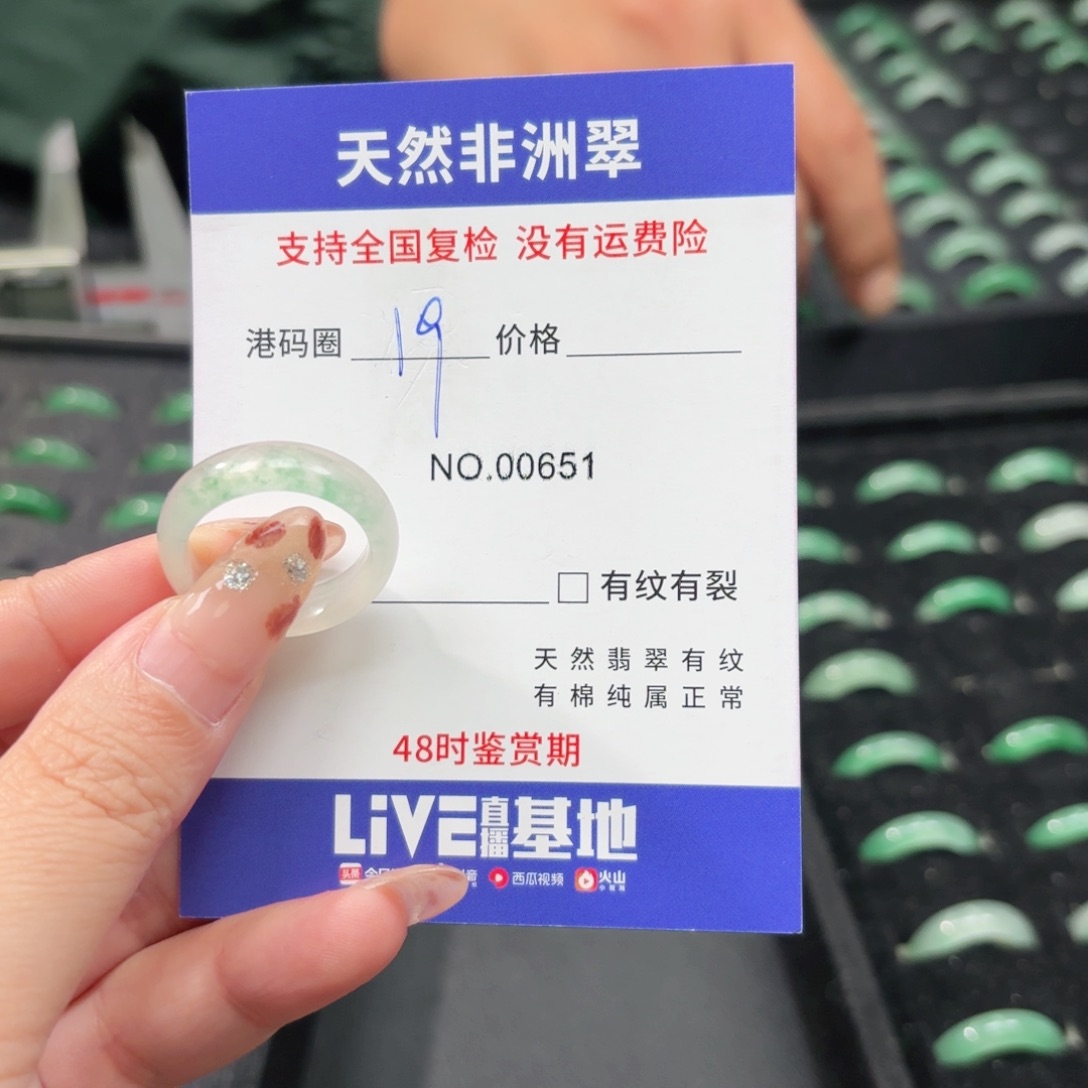 天然非洲翠
支持全国复检 没有运费险
港码圈 19 价格
NO.00651
□有纹有裂
天然翡翠有纹
有棉纯属正常
48时鉴赏期
LiVE直播基地
头条 西瓜视频 火山